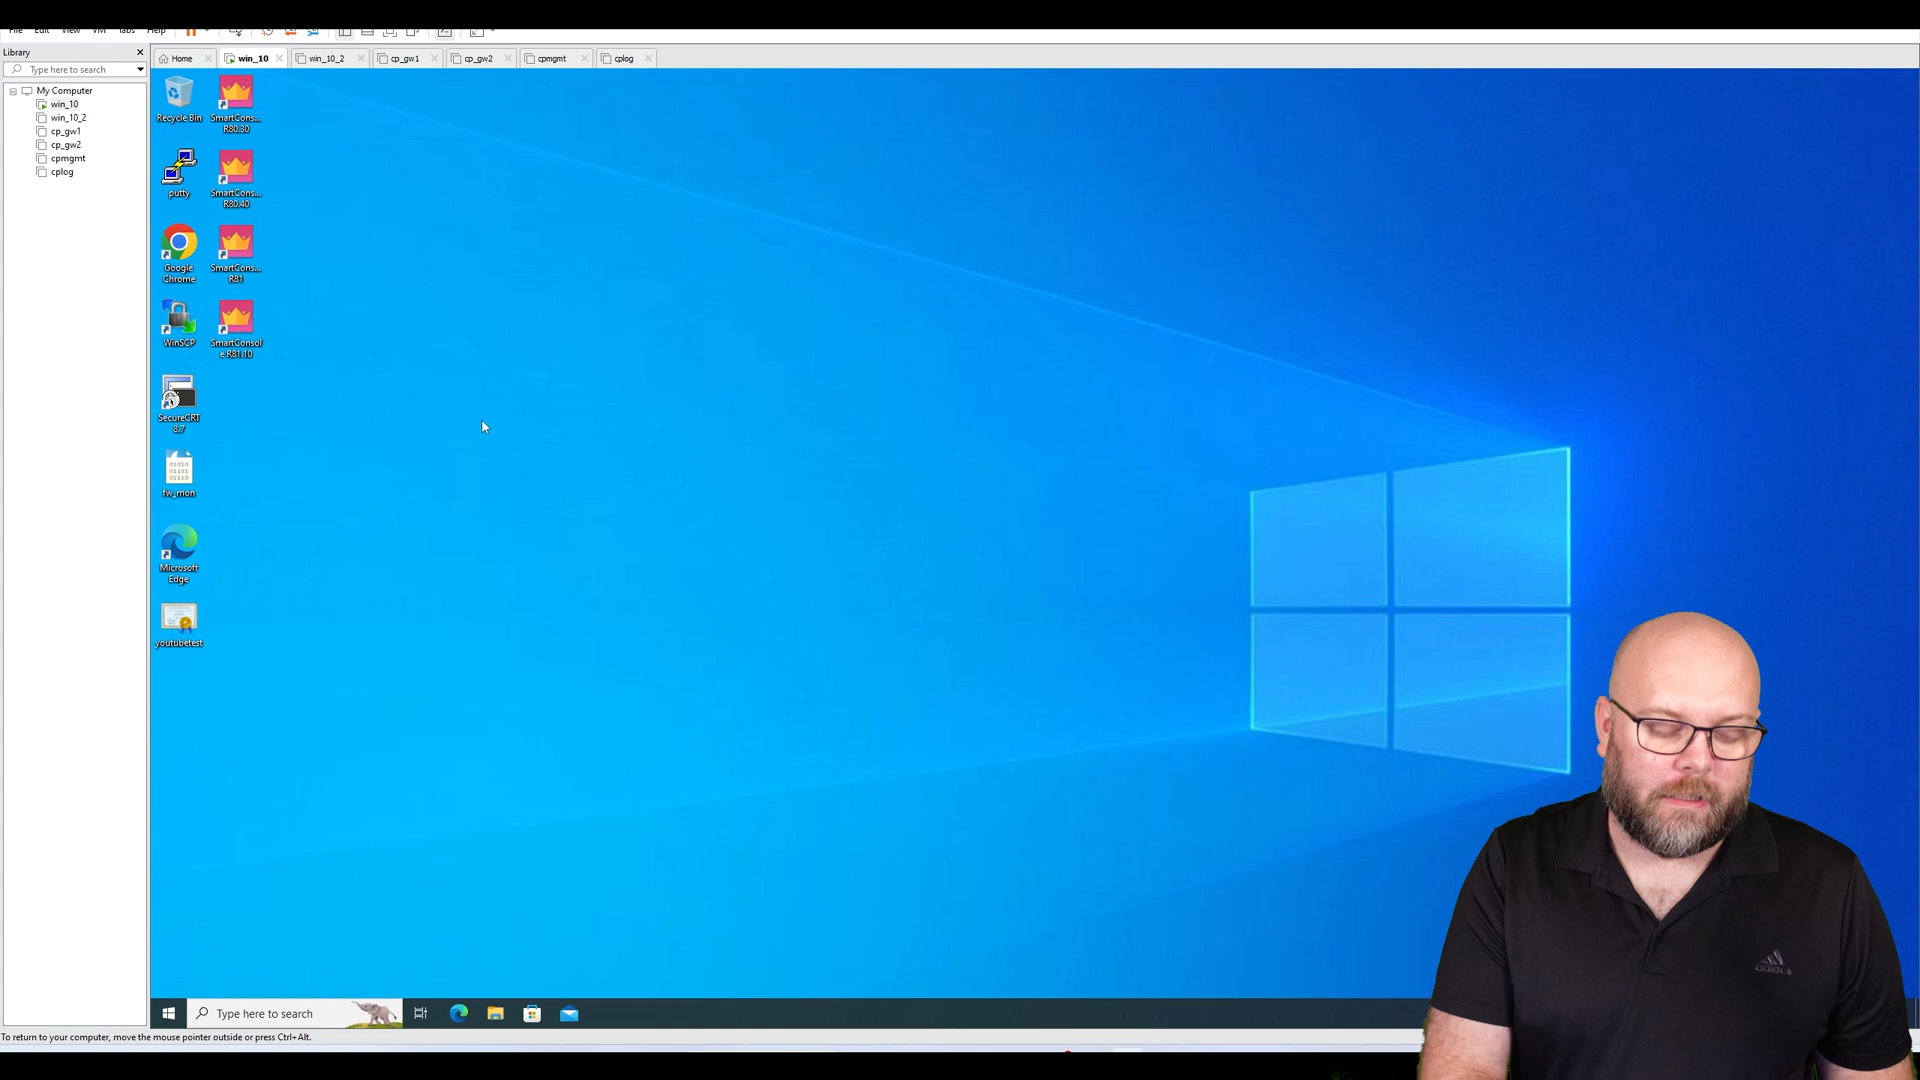 File Edit View VM Tabs Help
Library
Type here to search
My Computer
win_10
win_10_2
cp_gw1
cp_gw2
cpmgmt
cplog
Home win_10 win_10_2 cp_gw1 cp_gw2 cpmgmt cplog
Recycle Bin
SmartCons...
R80.30
putty
SmartCons...
R80.40
Google
Chrome
SmartCons...
R81
WinSCP
SmartConsol
e R81.10
SecureCRT
8.7
fw_mon
Microsoft
Edge
youtubetest
adidas
Type here to search
To return to your computer, move the mouse pointer outside or press Ctrl+Alt.